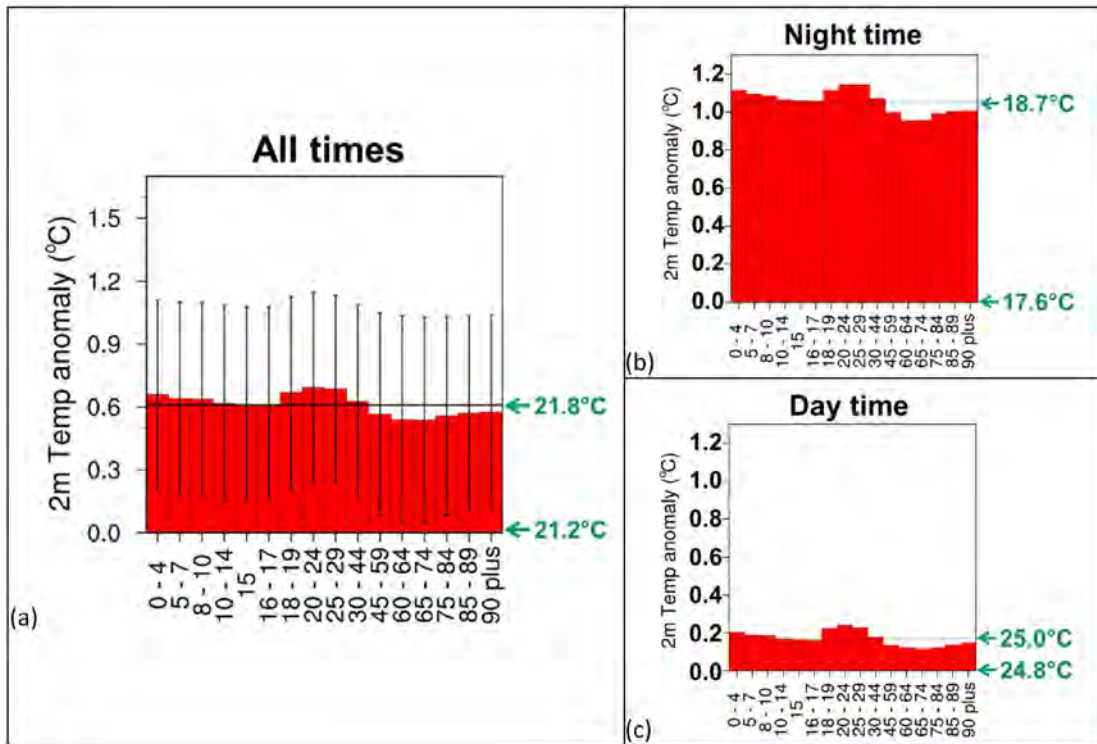 All times
2m Temp anomaly (°C)
1.5
1.2
0.9
0.6
0.3
0.0
←21.8°C
←21.2°C
0 - 4
5 - 7
8 - 10
10 - 14
15
16 - 17
18 - 19
20 - 24
25 - 29
30 - 44
45 - 59
60 - 64
65 - 74
75 - 84
85 - 89
90 plus
(a)
Night time
2m Temp anomaly (°C)
1.2
1.0
0.8
0.6
0.4
0.2
0.0
←18.7°C
←17.6°C
0 - 4
5 - 7
8 - 10
10 - 14
15
16 - 17
18 - 19
20 - 24
25 - 29
30 - 44
45 - 59
60 - 64
65 - 74
75 - 84
85 - 89
90 plus
(b)
Day time
2m Temp anomaly (°C)
1.2
1.0
0.8
0.6
0.4
0.2
0.0
←25.0°C
←24.8°C
0 - 4
5 - 7
8 - 10
10 - 14
15
16 - 17
18 - 19
20 - 24
25 - 29
30 - 44
45 - 59
60 - 64
65 - 74
75 - 84
85 - 89
90 plus
(c)